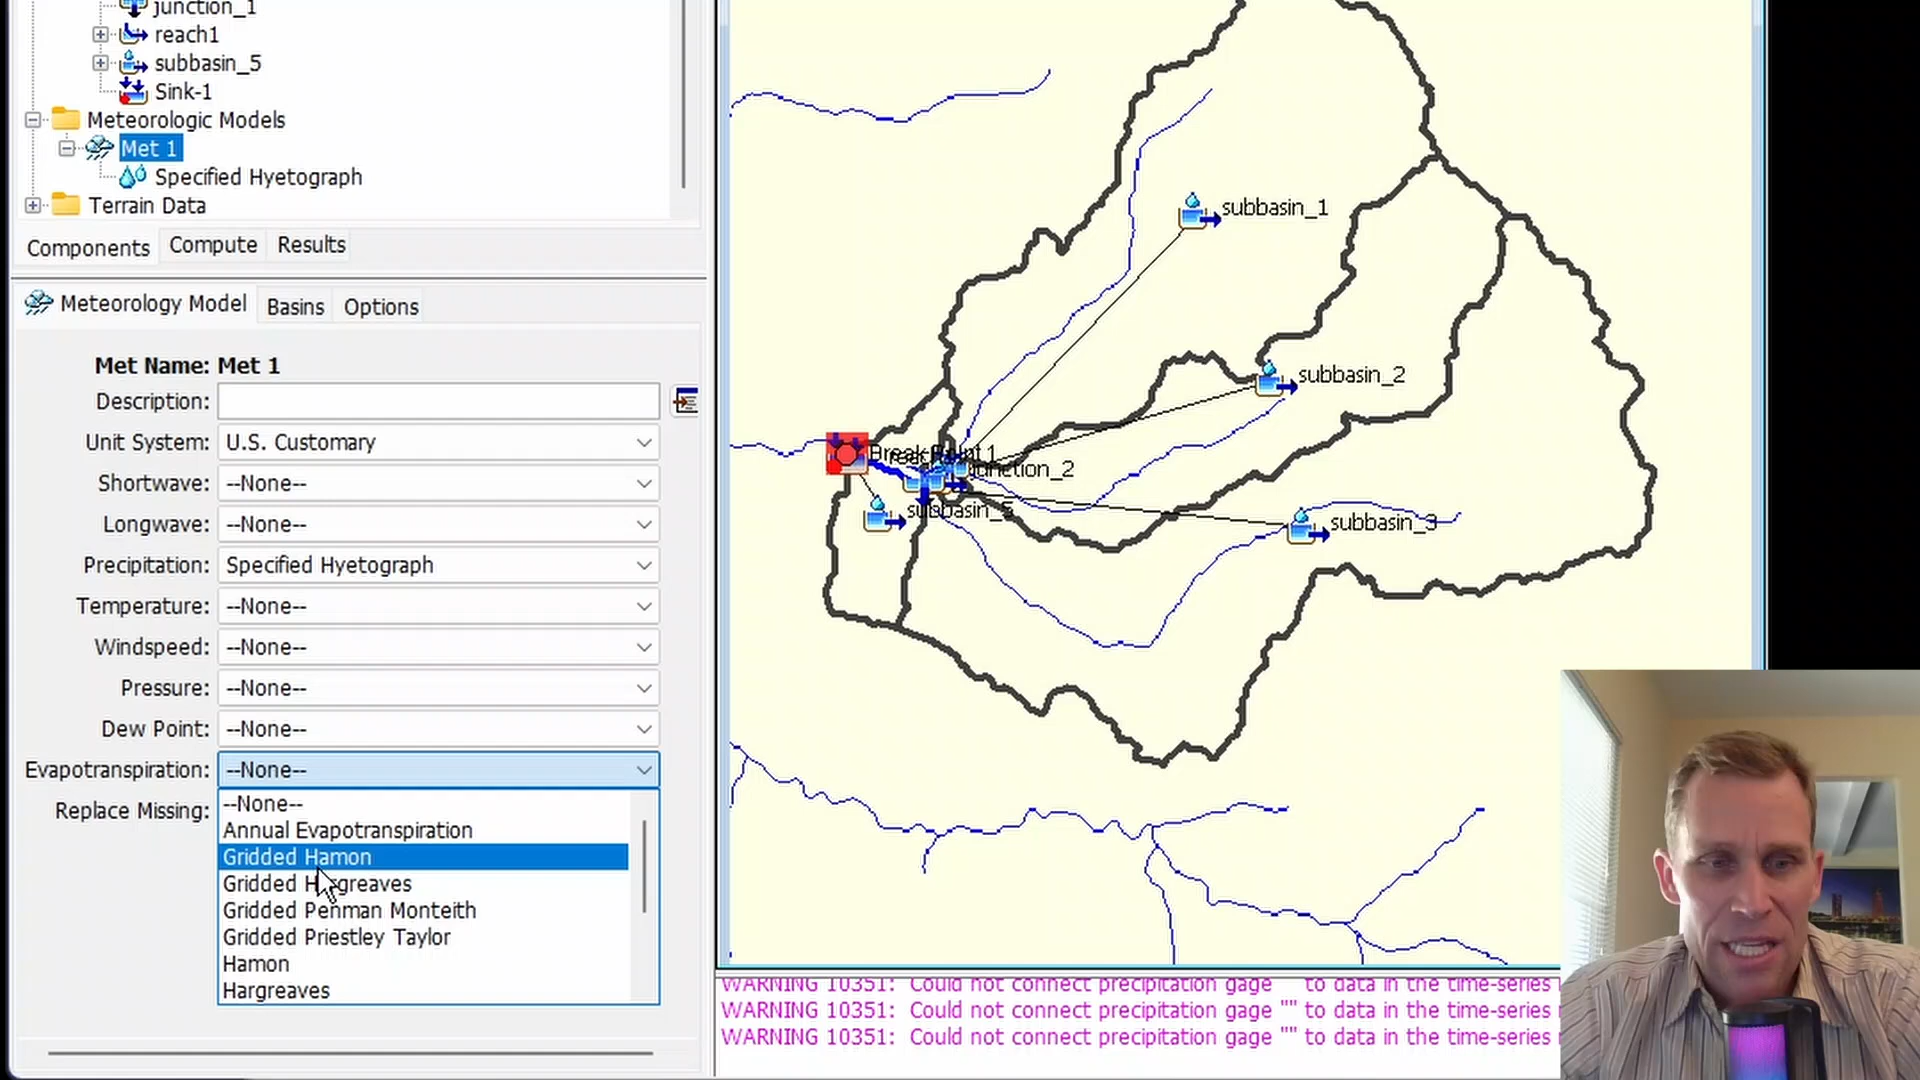 junction_1
reach1
subbasin_5
Sink-1
Meteorologic Models
Met 1
Specified Hyetograph
Terrain Data
Components Compute Results
Meteorology Model Basins Options
Met Name: Met 1
Description:
Unit System: U.S. Customary
Shortwave: --None--
Longwave: --None--
Precipitation: Specified Hyetograph
Temperature: --None--
Windspeed: --None--
Pressure: --None--
Dew Point: --None--
Evapotranspiration: --None--
Replace Missing:
--None--
Annual Evapotranspiration
Gridded Hamon
Gridded Hargreaves
Gridded Penman Monteith
Gridded Priestley Taylor
Hamon
Hargreaves
subbasin_1
subbasin_2
Break Point 1
junction_2
subbasin_5
subbasin_3
WARNING 10351: Could not connect precipitation gage "" to data in the time-series
WARNING 10351: Could not connect precipitation gage "" to data in the time-series
WARNING 10351: Could not connect precipitation gage "" to data in the time-series